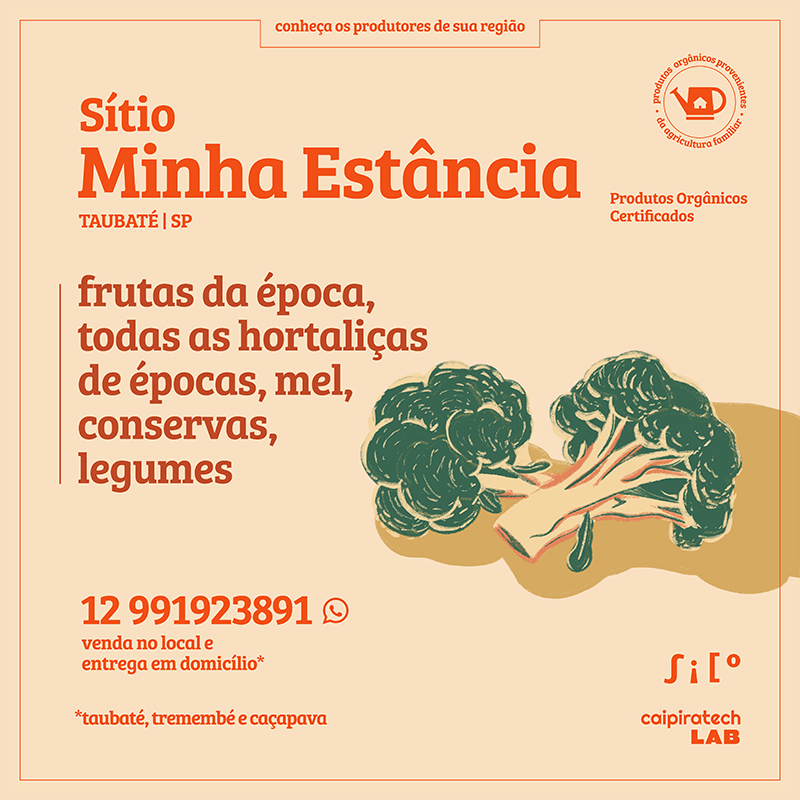 conheça os produtores de sua região
produtos orgânicos provenientes
da agricultura familiar
Sítio
Minha Estância
TAUBATÉ | SP
Produtos Orgânicos
Certificados
frutas da época,
todas as hortaliças
de épocas, mel,
conservas,
legumes
12 991923891
venda no local e
entrega em domicílio*
*taubaté, tremembé e caçapava
caipiratech
LAB